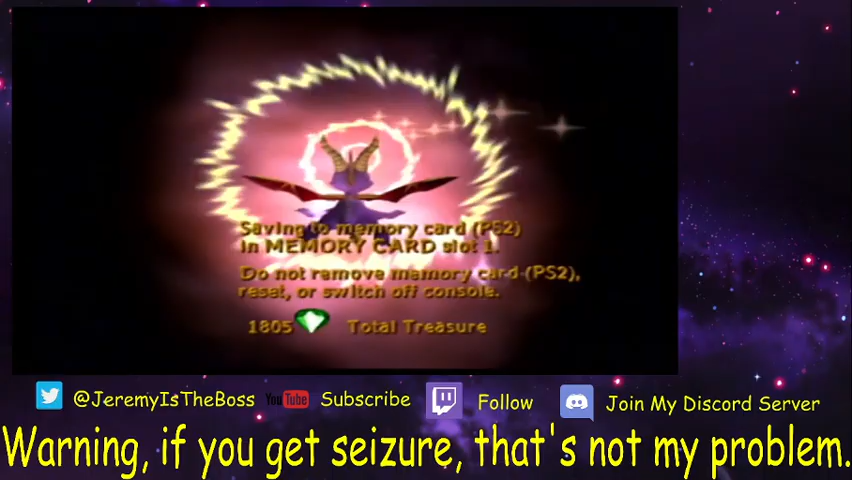 Saving to memory card (PS2)
in MEMORY CARD slot 1.
Do not remove memory card (PS2),
reset, or switch off console.
1805 Total Treasure
@JeremyIsTheBoss YouTube Subscribe Follow Join My Discord Server
Warning, if you get seizure, that's not my problem.